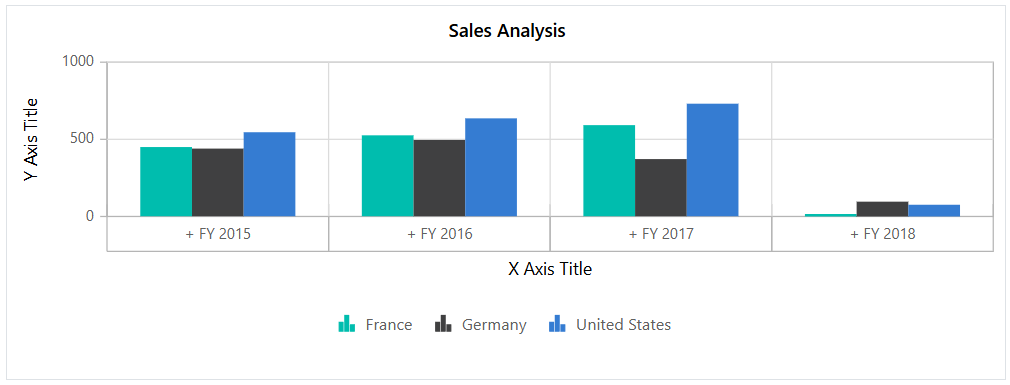 Sales Analysis
Y Axis Title
1000
500
0
+ FY 2015
+ FY 2016
+ FY 2017
+ FY 2018
X Axis Title
France
Germany
United States